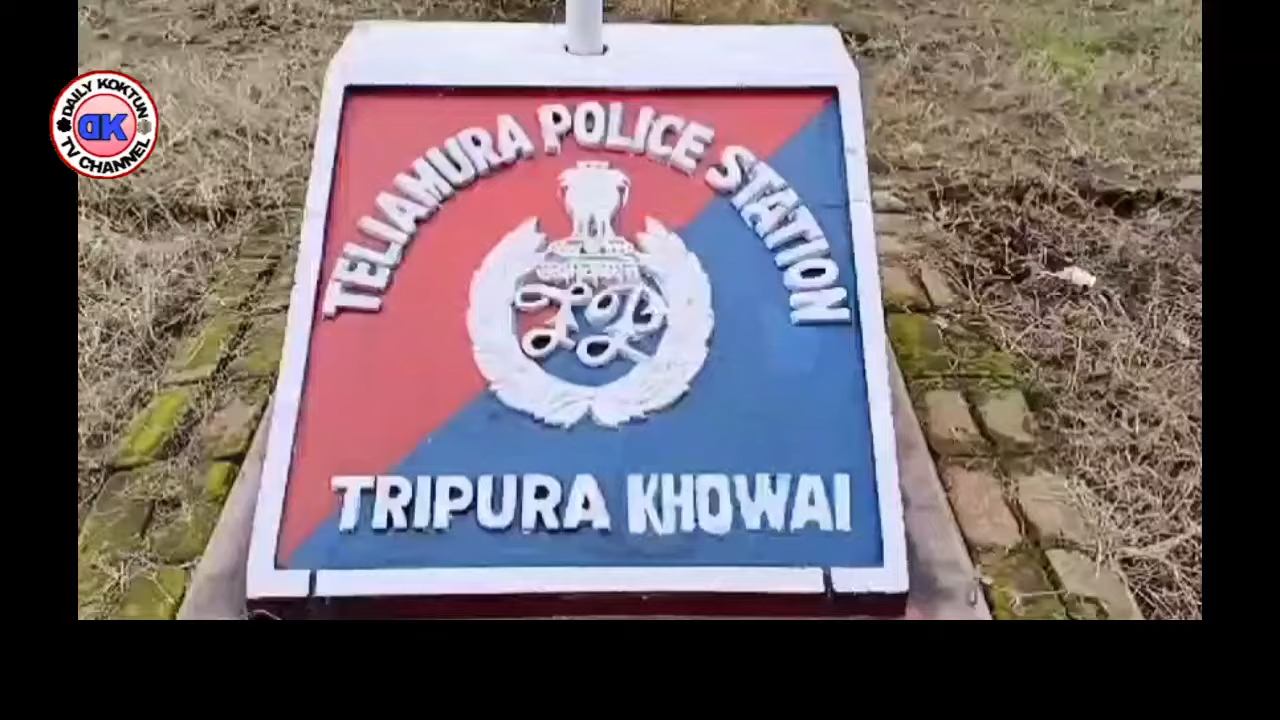 DAILY KOKTUN
DK
TV CHANNEL
TELIAMURA POLICE STATION
TRIPURA KHOWAI